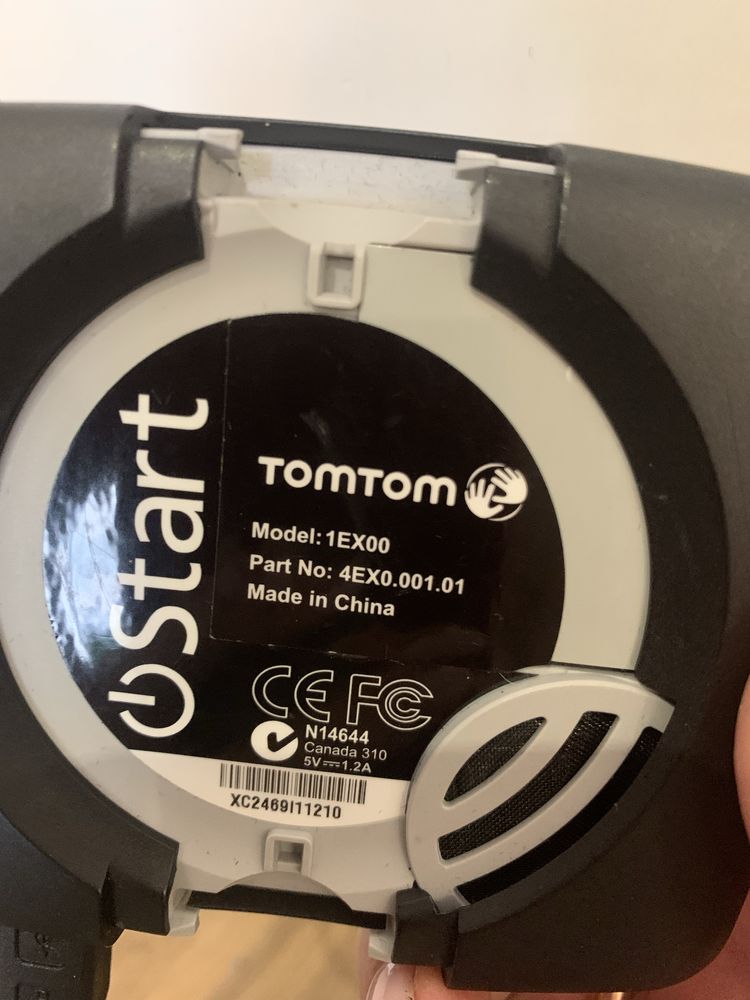 start
TOMTOM
Model: 1EX00
Part No: 4EX0.001.01
Made in China
CE FC
N14644
Canada 310
5V⎓1.2A
XC2469I11210